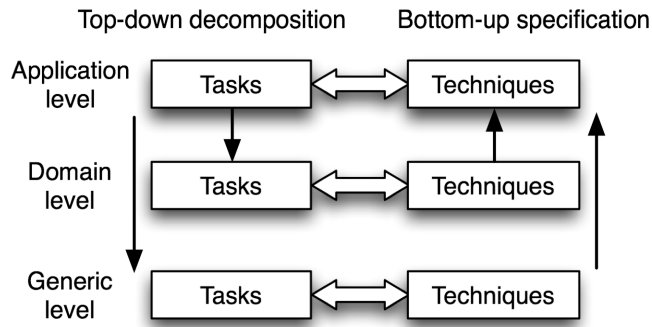 Top-down decomposition
Bottom-up specification
Application
level
Tasks
Techniques
Domain
level
Tasks
Techniques
Generic
level
Tasks
Techniques